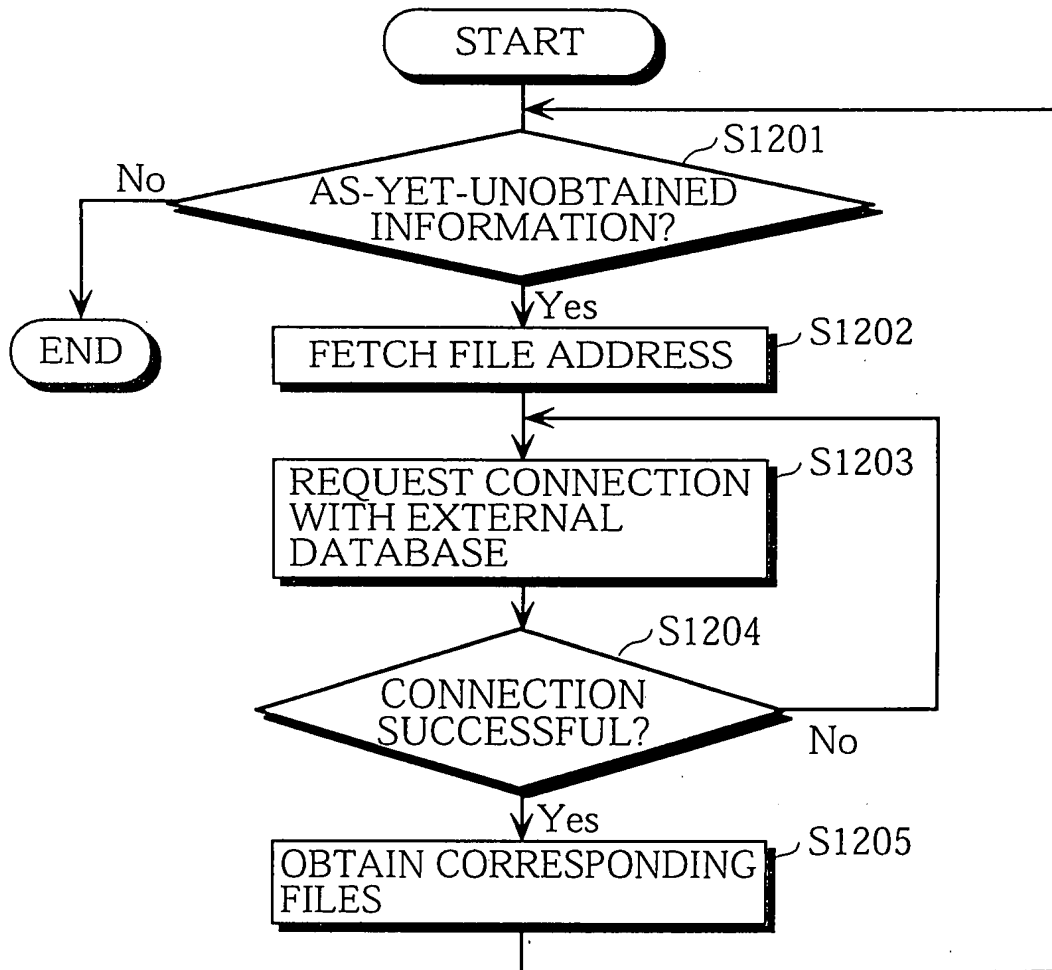 START
S1201
No
AS-YET-UNOBTAINED
INFORMATION?
Yes
END
S1202
FETCH FILE ADDRESS
S1203
REQUEST CONNECTION
WITH EXTERNAL
DATABASE
S1204
CONNECTION
SUCCESSFUL?
No
Yes
S1205
OBTAIN CORRESPONDING
FILES